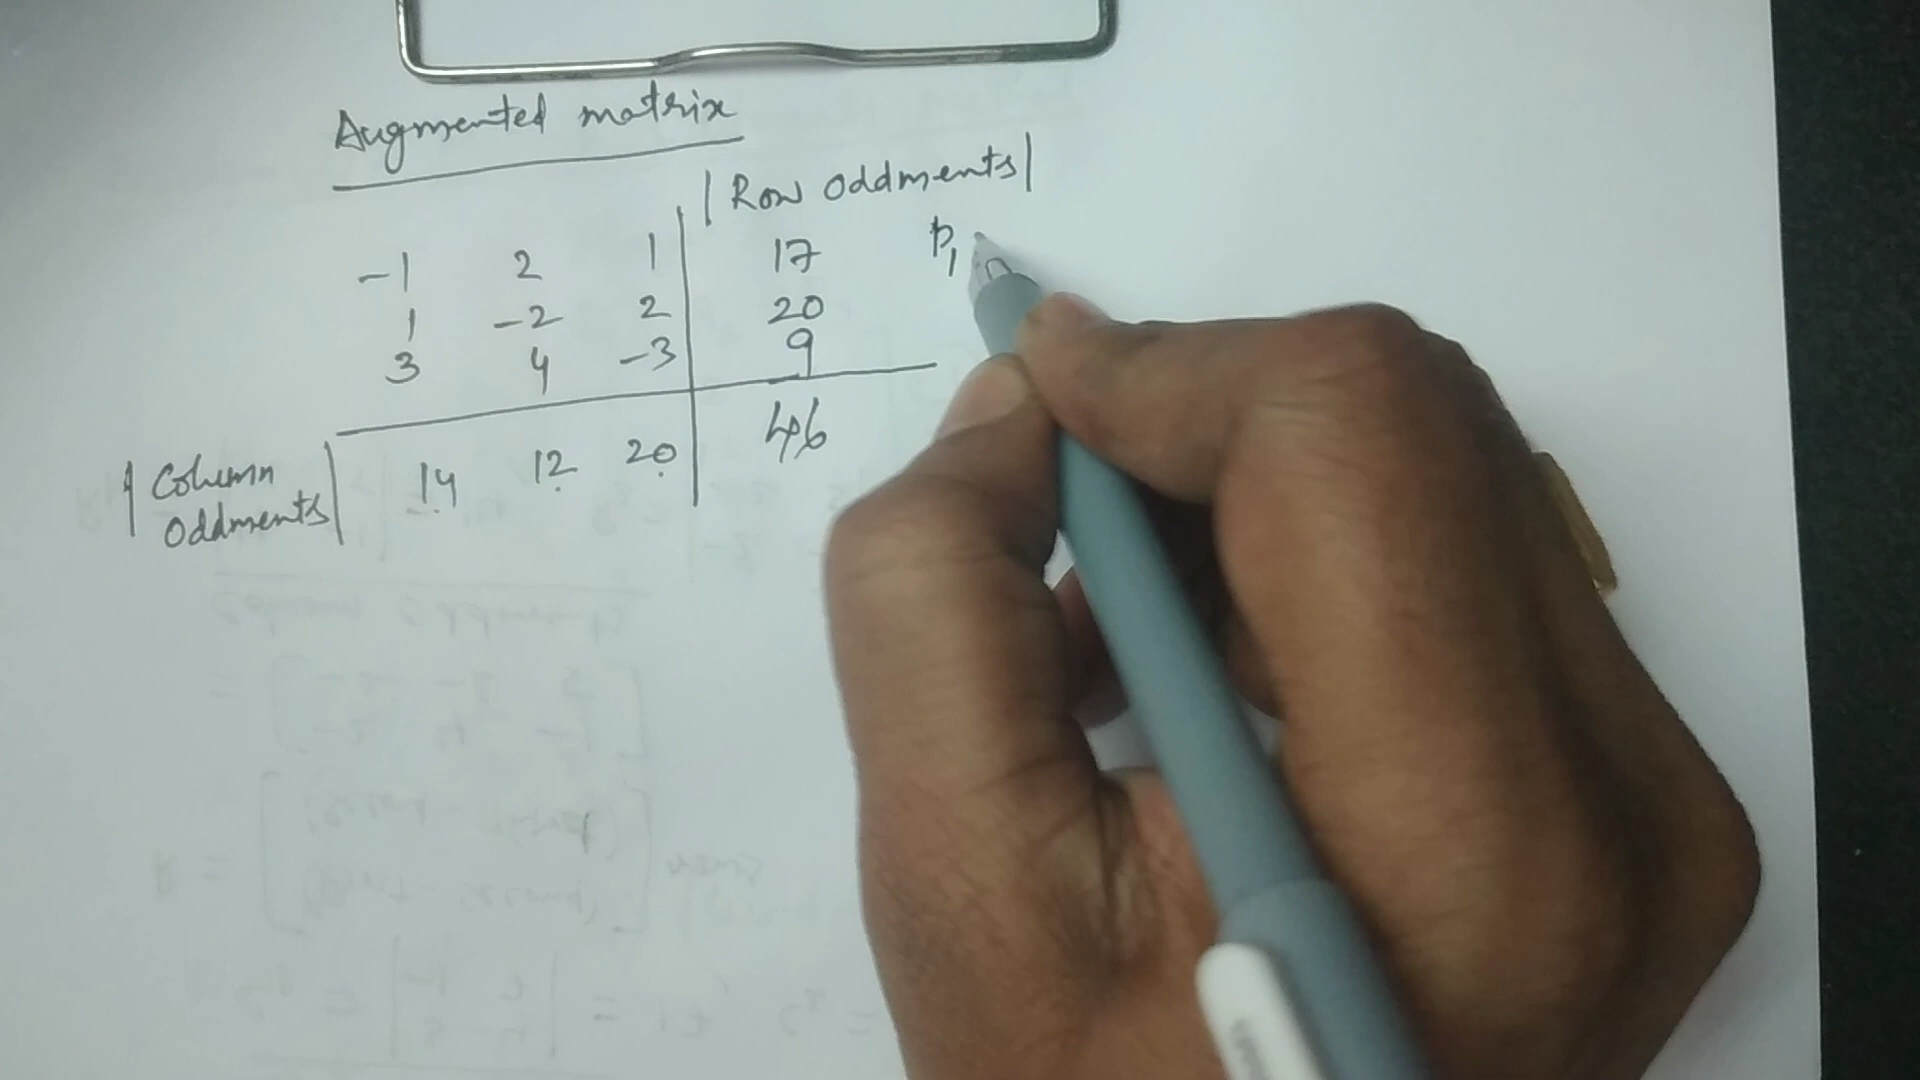 Augmented matrix
| Row oddments |
-1 2 1 | 17 p₁
1 -2 2 | 20
3 4 -3 | 9
| Column oddments | 14 12 20 | 46